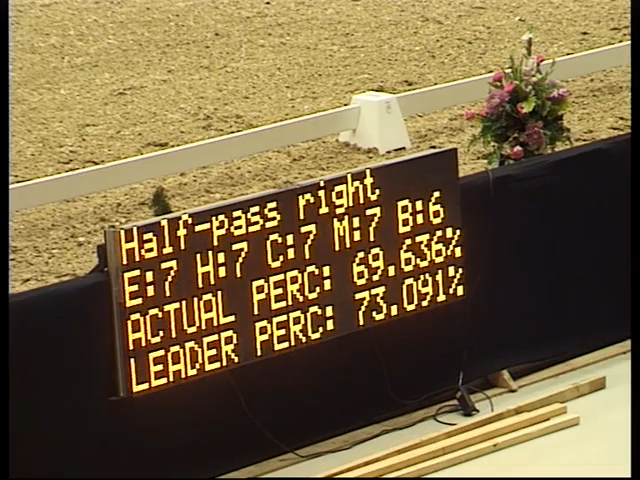 Half-pass right
E:7 H:7 C:7 M:7 B:6
ACTUAL PERC: 69.636%
LEADER PERC: 73.091%